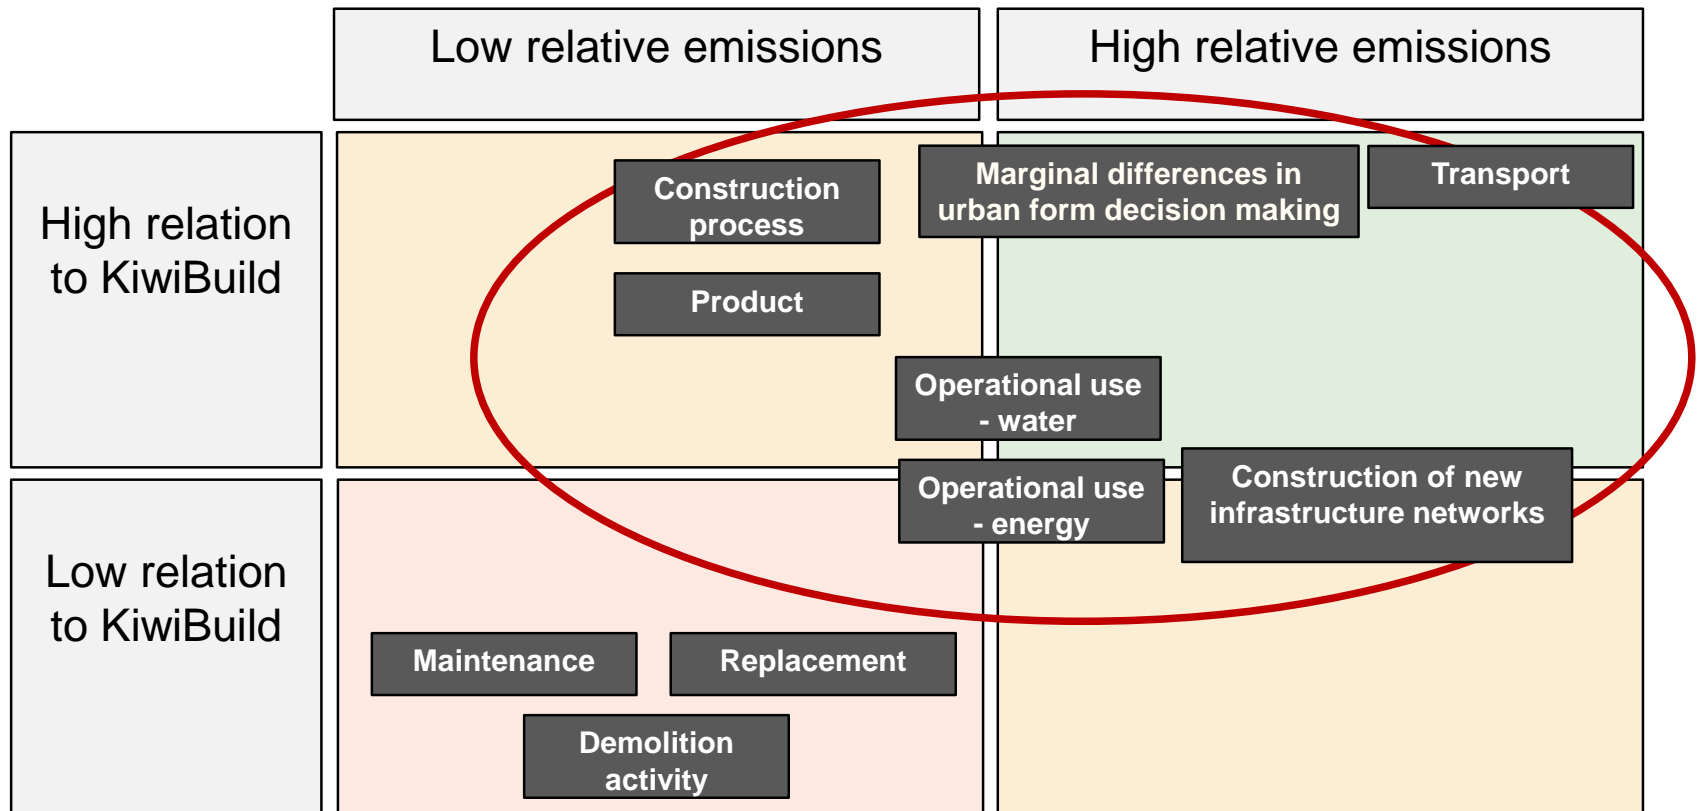 Low relative emissions
High relative emissions
High relation
to KiwiBuild
Construction
process
Marginal differences in
urban form decision making
Transport
Product
Operational use
- water
Operational use
- energy
Construction of new
infrastructure networks
Low relation
to KiwiBuild
Maintenance
Replacement
Demolition
activity